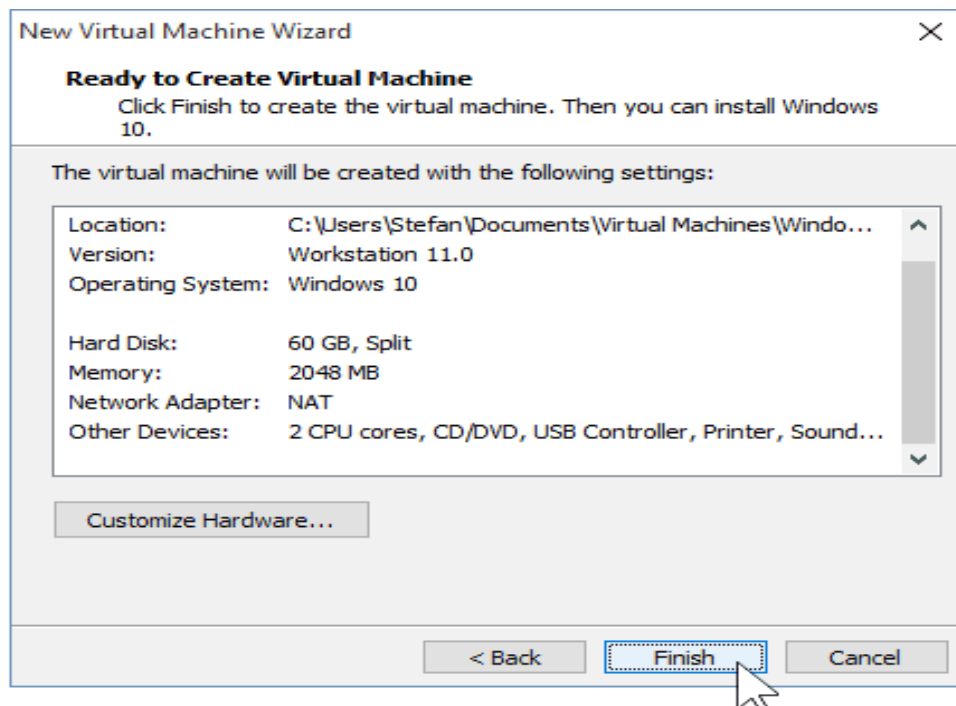 New Virtual Machine Wizard
Ready to Create Virtual Machine
Click Finish to create the virtual machine. Then you can install Windows
10.
The virtual machine will be created with the following settings:
Location: C:\Users\Stefan\Documents\Virtual Machines\Windo...
Version: Workstation 11.0
Operating System: Windows 10
Hard Disk: 60 GB, Split
Memory: 2048 MB
Network Adapter: NAT
Other Devices: 2 CPU cores, CD/DVD, USB Controller, Printer, Sound...
Customize Hardware...
< Back Finish Cancel